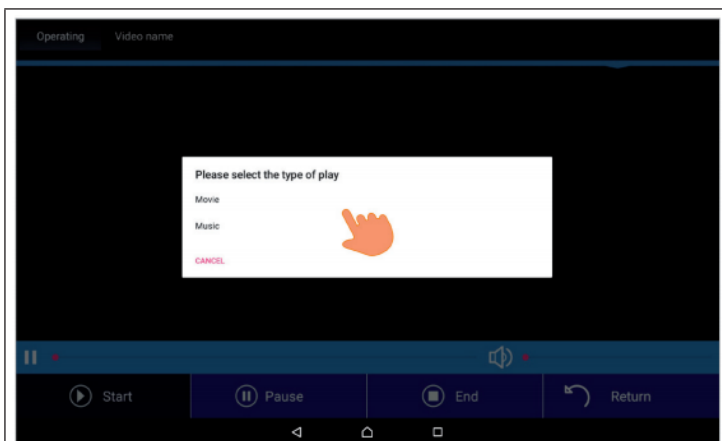 Operating Video name
Please select the type of play
Movie
Music
CANCEL
Start Pause End Return